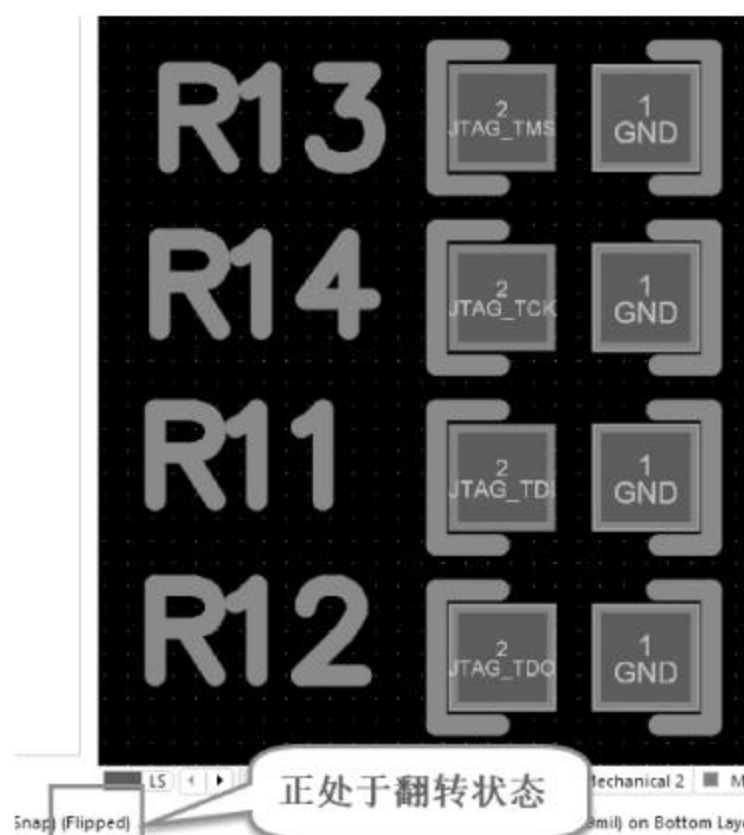 R13
2
JTAG_TMS
1
GND
R14
2
JTAG_TCK
1
GND
R11
2
JTAG_TDI
1
GND
R12
2
JTAG_TDO
1
GND
LS
正处于翻转状态
Mechanical 2
M
Snap) (Flipped)
mil) on Bottom Lay